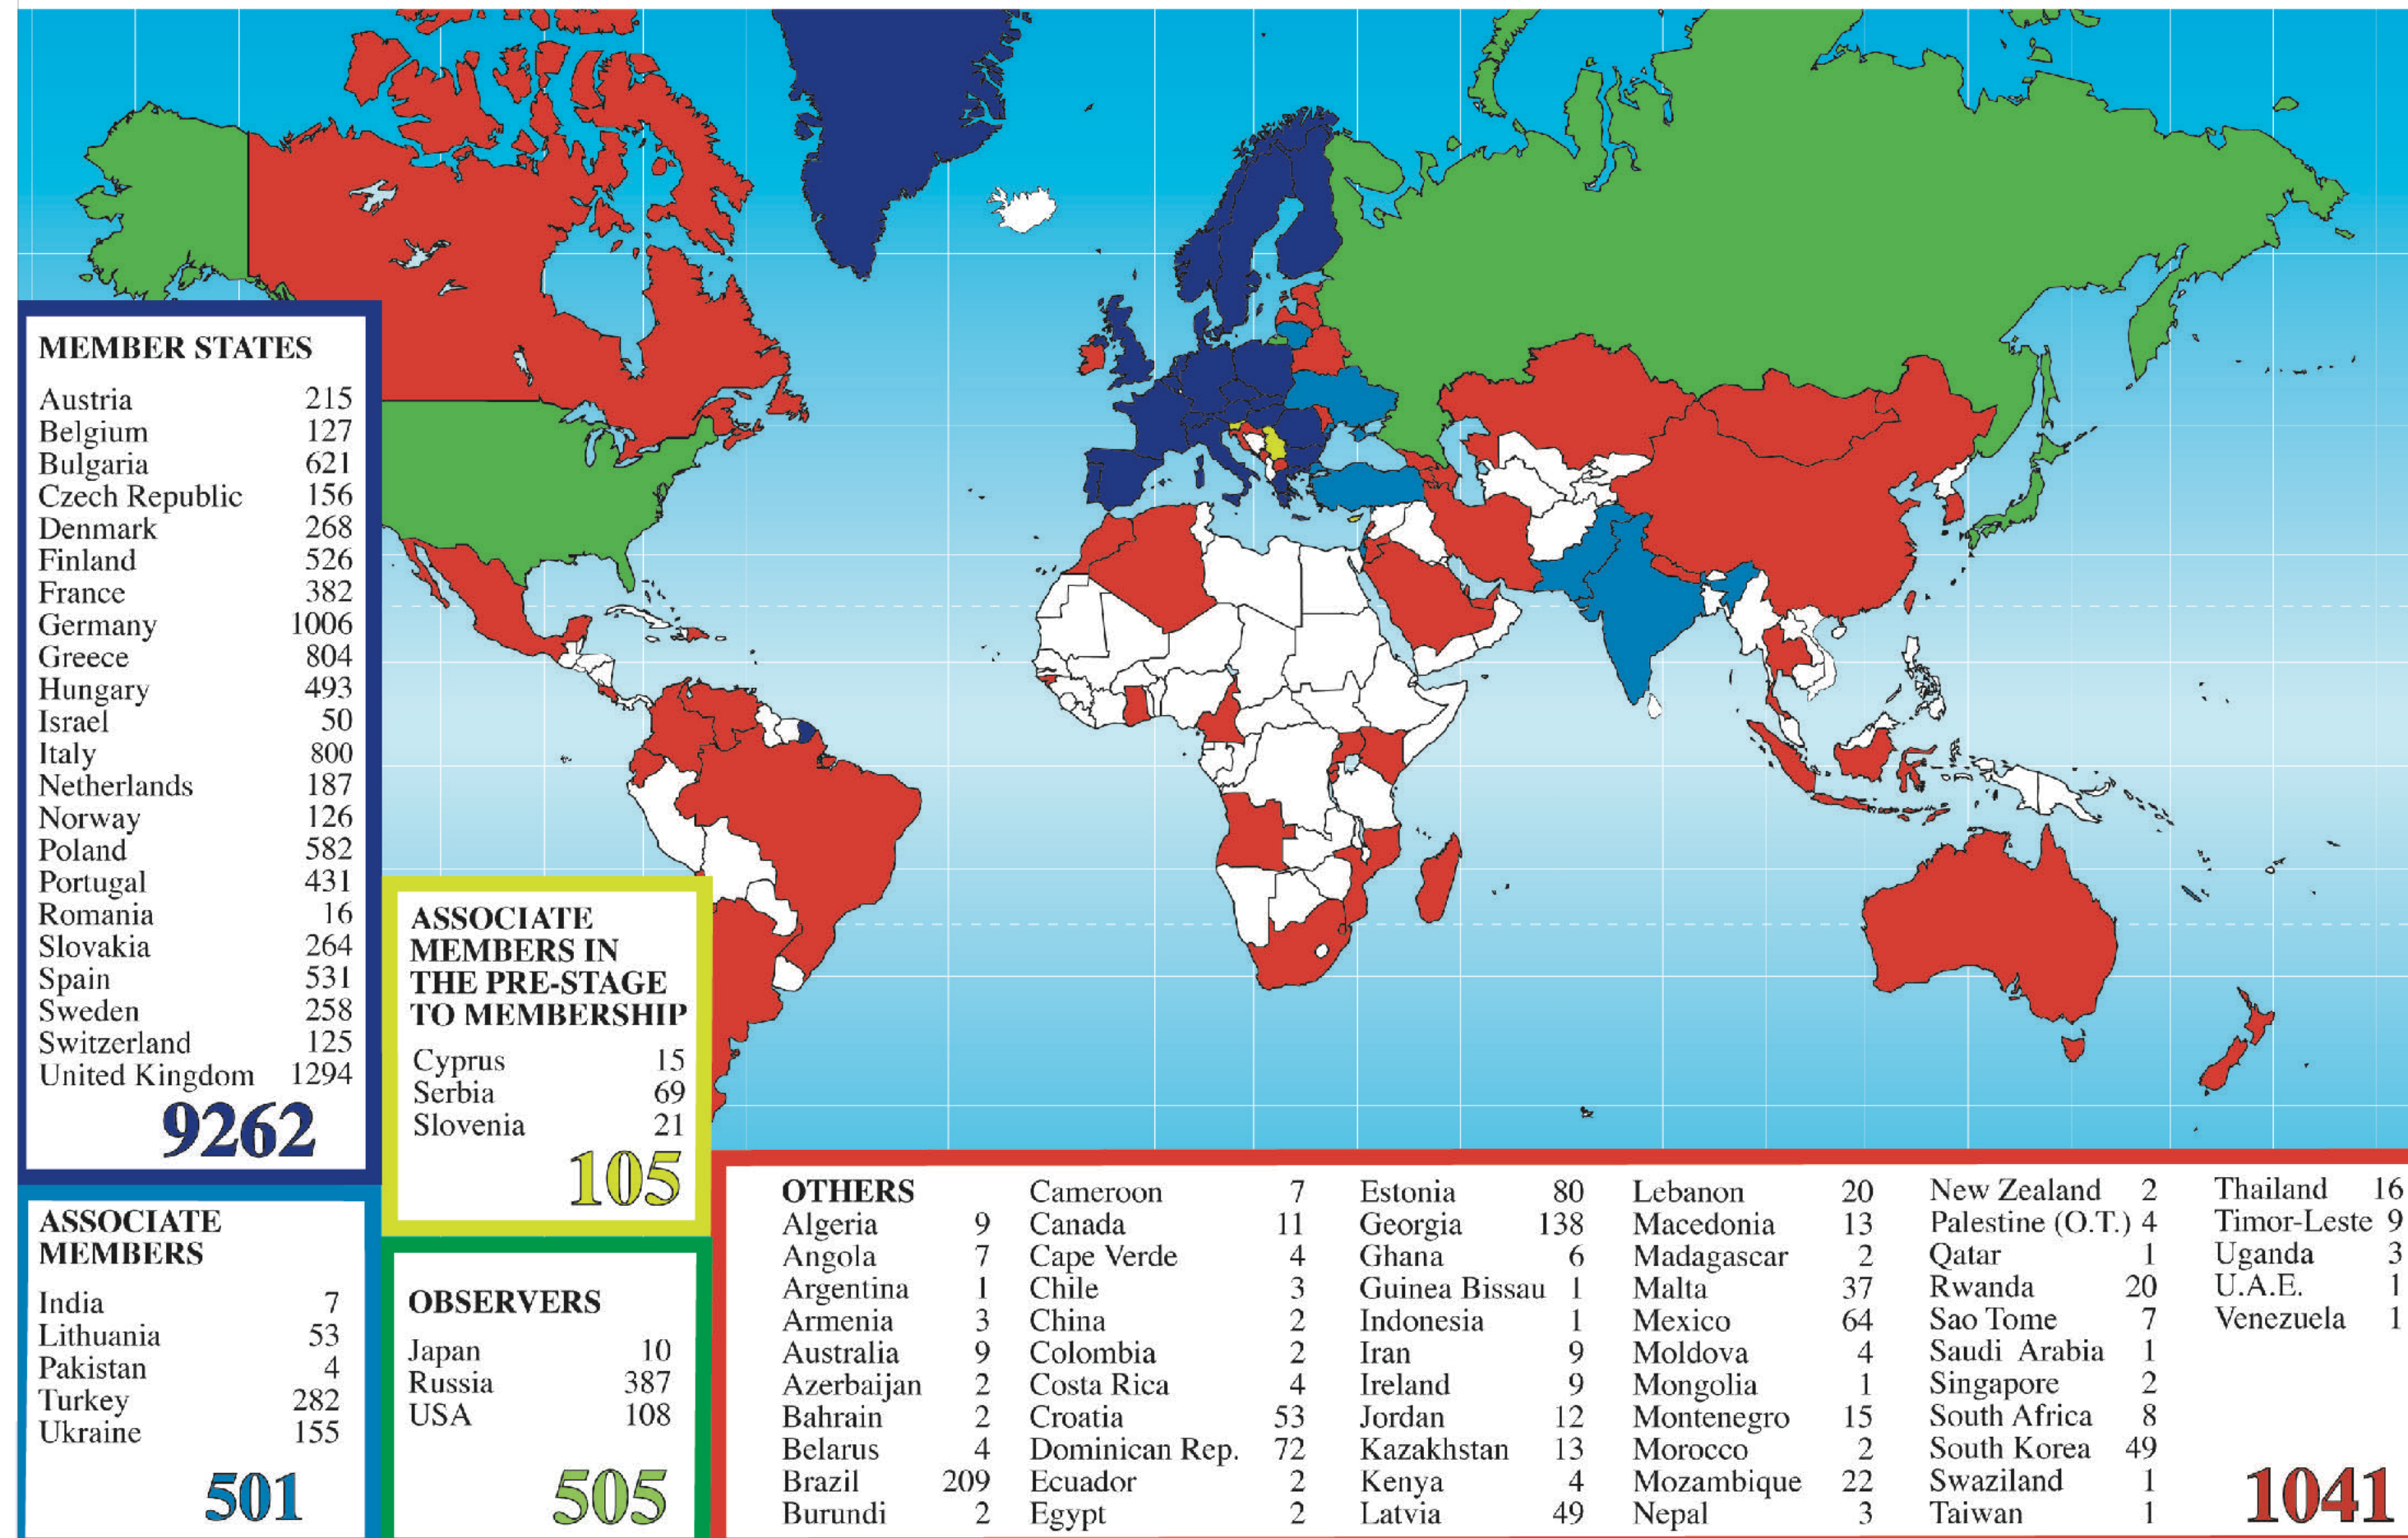 MEMBER STATES
Austria 215
Belgium 127
Bulgaria 621
Czech Republic 156
Denmark 268
Finland 526
France 382
Germany 1006
Greece 804
Hungary 493
Israel 50
Italy 800
Netherlands 187
Norway 126
Poland 582
Portugal 431
Romania 16
Slovakia 264
Spain 531
Sweden 258
Switzerland 125
United Kingdom 1294
9262
ASSOCIATE
MEMBERS
India 7
Lithuania 53
Pakistan 4
Turkey 282
Ukraine 155
501
ASSOCIATE
MEMBERS IN
THE PRE-STAGE
TO MEMBERSHIP
Cyprus 15
Serbia 69
Slovenia 21
105
OBSERVERS
Japan 10
Russia 387
USA 108
505
OTHERS
Algeria 9
Angola 7
Argentina 1
Armenia 3
Australia 9
Azerbaijan 2
Bahrain 2
Belarus 4
Brazil 209
Burundi 2
Cameroon 7
Canada 11
Cape Verde 4
Chile 3
China 2
Colombia 2
Costa Rica 4
Croatia 53
Dominican Rep. 72
Ecuador 2
Egypt 2
Estonia 80
Georgia 138
Ghana 6
Guinea Bissau 1
Indonesia 1
Iran 9
Ireland 9
Jordan 12
Kazakhstan 13
Kenya 4
Latvia 49
Lebanon 20
Macedonia 13
Madagascar 2
Malta 37
Mexico 64
Moldova 4
Mongolia 1
Montenegro 15
Morocco 2
Mozambique 22
Nepal 3
New Zealand 2
Palestine (O.T.) 4
Qatar 1
Rwanda 20
Sao Tome 7
Saudi Arabia 1
Singapore 2
South Africa 8
South Korea 49
Swaziland 1
Taiwan 1
Thailand 16
Timor-Leste 9
Uganda 3
U.A.E. 1
Venezuela 1
1041